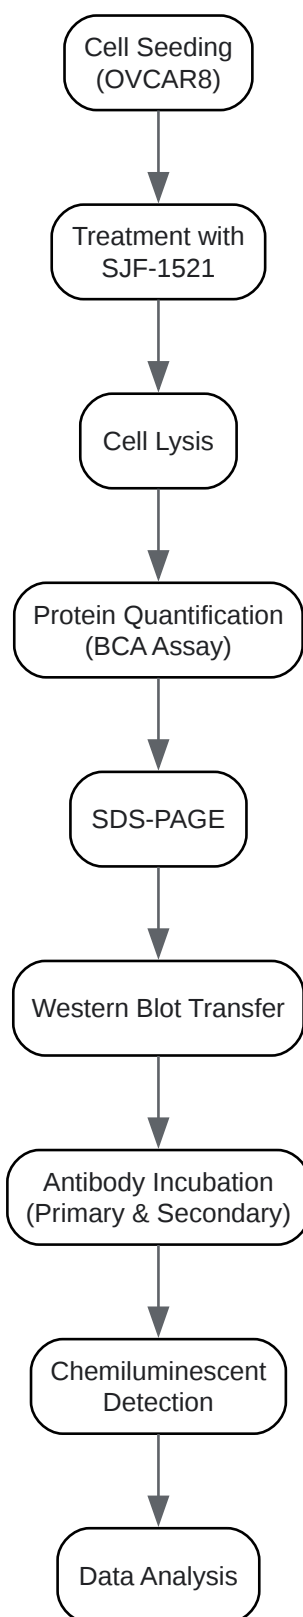 Cell Seeding
(OVCAR8)
Treatment with
SJF-1521
Cell Lysis
Protein Quantification
(BCA Assay)
SDS-PAGE
Western Blot Transfer
Antibody Incubation
(Primary & Secondary)
Chemiluminescent
Detection
Data Analysis